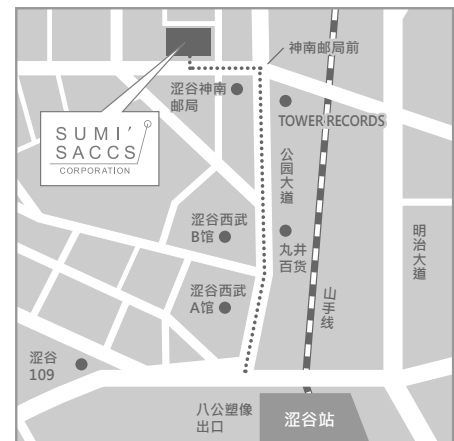 神南邮局前
涩谷神南
邮局
TOWER RECORDS
SUMI'
SACCS
CORPORATION
公园大道
涩谷西武
B馆
丸井
百货
明治大道
涩谷西武
A馆
山手线
涩谷
109
八公塑像
出口
涩谷站